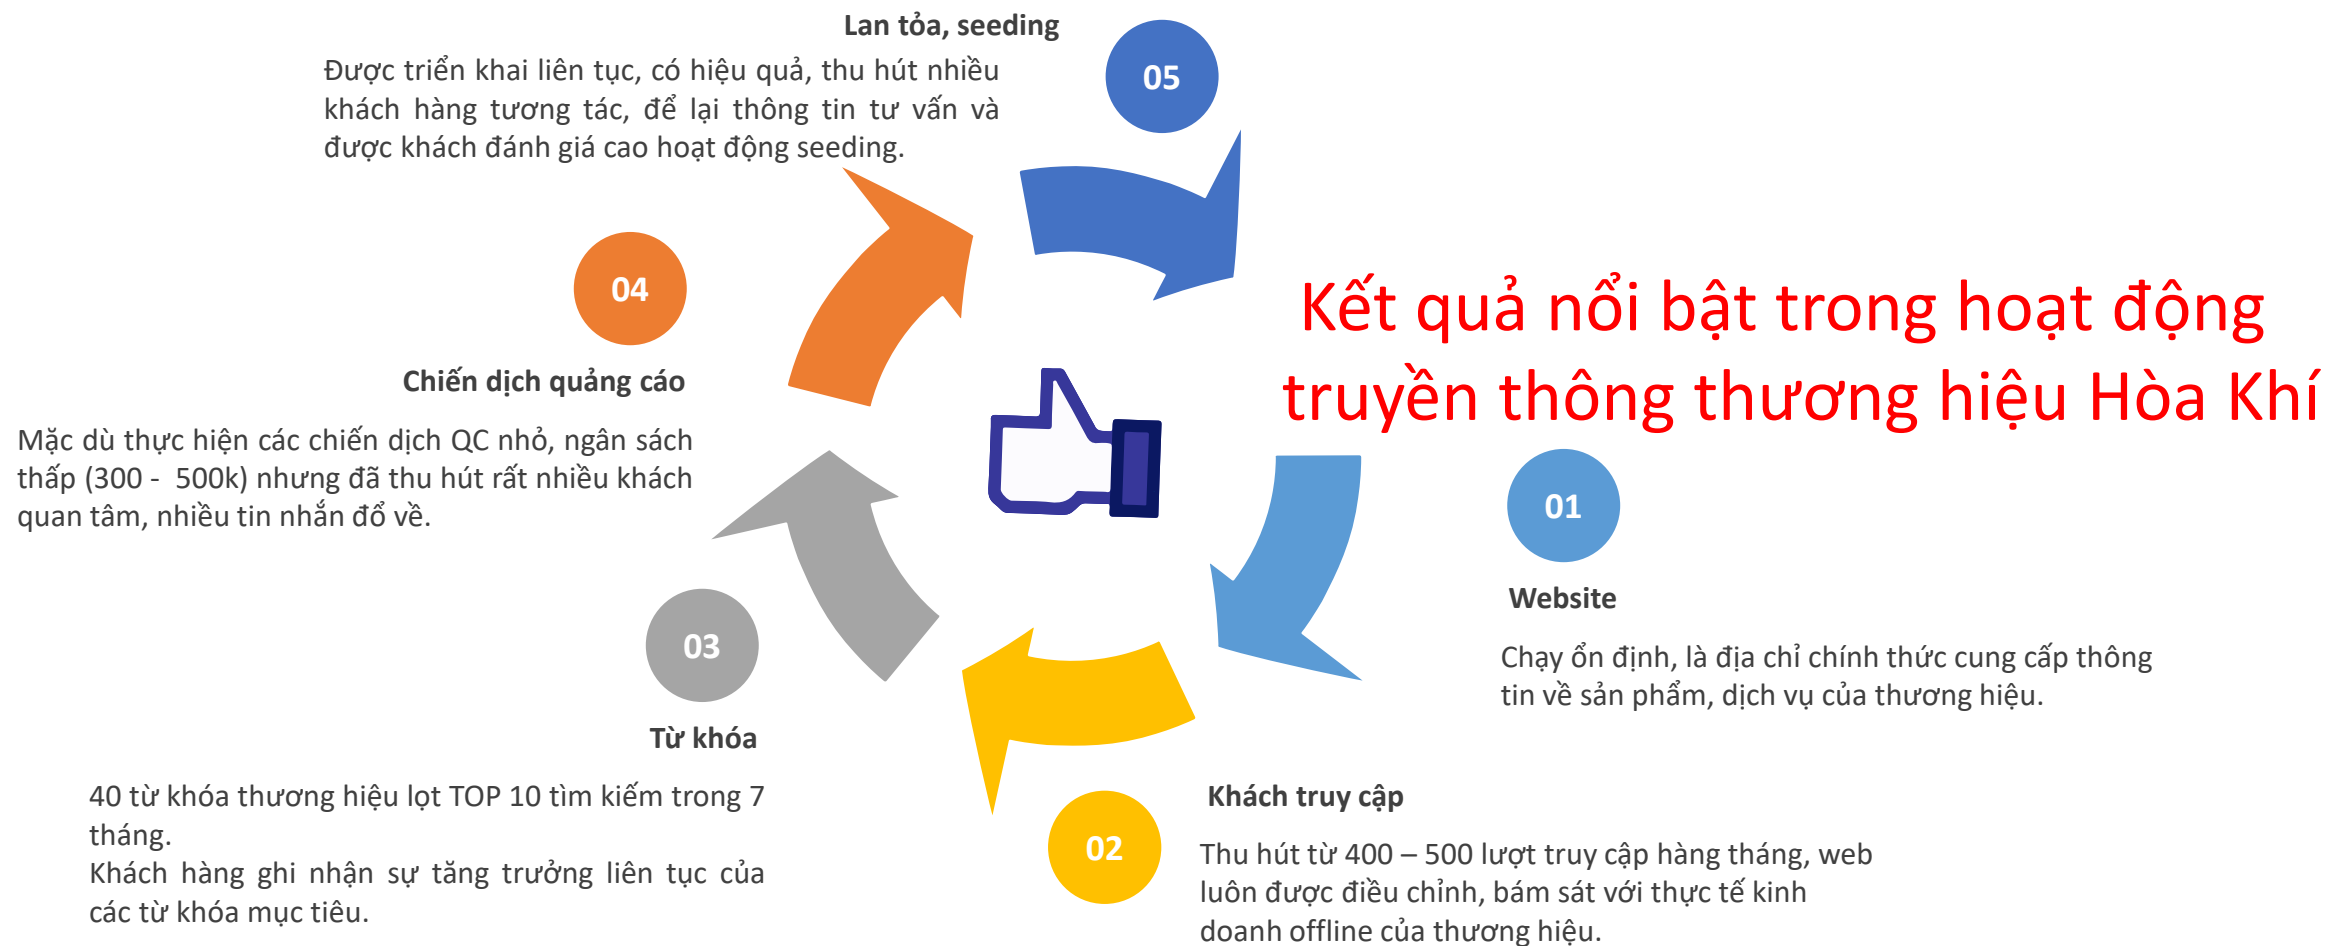 Kết quả nổi bật trong hoạt động
truyền thông thương hiệu Hòa Khí
01
Website
Chạy ổn định, là địa chỉ chính thức cung cấp thông
tin về sản phẩm, dịch vụ của thương hiệu.
02
Khách truy cập
Thu hút từ 400 – 500 lượt truy cập hàng tháng, web
luôn được điều chỉnh, bám sát với thực tế kinh
doanh offline của thương hiệu.
03
Từ khóa
40 từ khóa thương hiệu lọt TOP 10 tìm kiếm trong 7
tháng.
Khách hàng ghi nhận sự tăng trưởng liên tục của
các từ khóa mục tiêu.
04
Chiến dịch quảng cáo
Mặc dù thực hiện các chiến dịch QC nhỏ, ngân sách
thấp (300 - 500k) nhưng đã thu hút rất nhiều khách
quan tâm, nhiều tin nhắn đổ về.
05
Lan tỏa, seeding
Được triển khai liên tục, có hiệu quả, thu hút nhiều
khách hàng tương tác, để lại thông tin tư vấn và
được khách đánh giá cao hoạt động seeding.